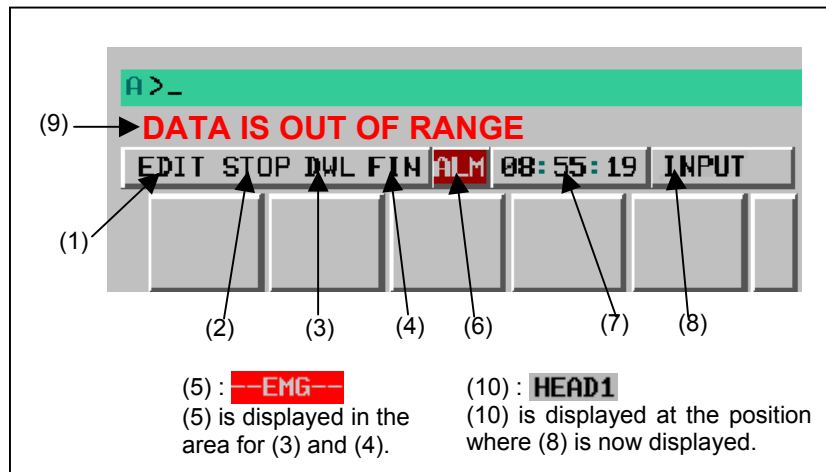 A>_
(9)
DATA IS OUT OF RANGE
EDIT STOP DWL FIN ALM 08:55:19 INPUT
(1)
(2) (3) (4) (6) (7) (8)
(5) : --EMG--
(5) is displayed in the
area for (3) and (4).
(10) : HEAD1
(10) is displayed at the position
where (8) is now displayed.